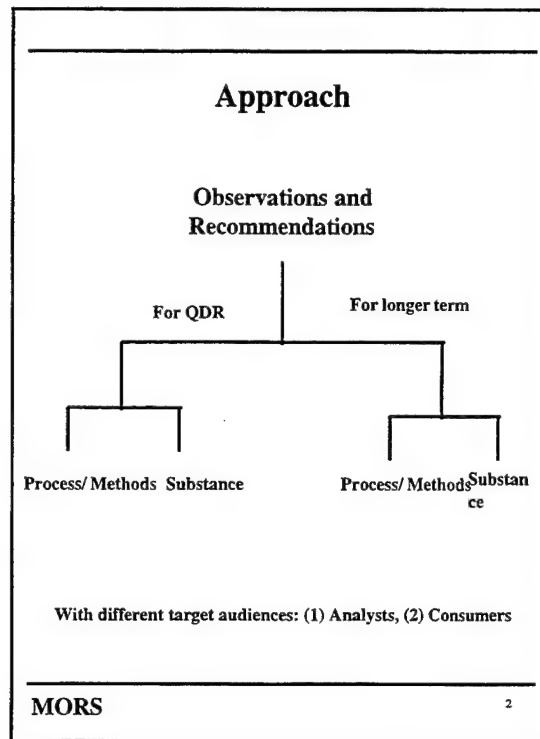 Approach
Observations and
Recommendations
For QDR
For longer term
Process/ Methods Substance
Process/ Methods Substan
ce
With different target audiences: (1) Analysts, (2) Consumers
MORS 2